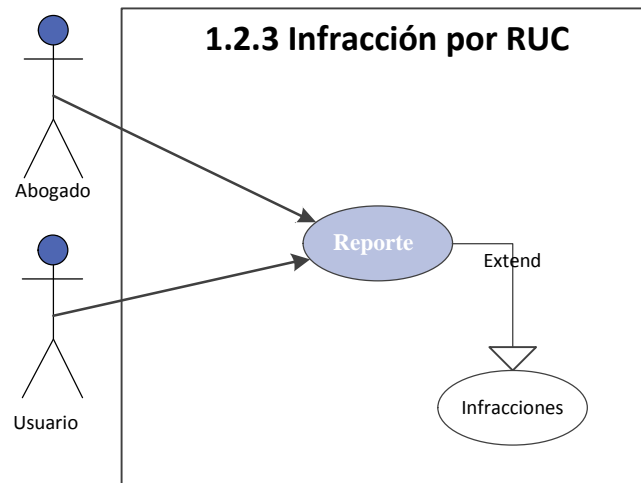 1.2.3 Infracción por RUC
Abogado
Reporte
Extend
Infracciones
Usuario